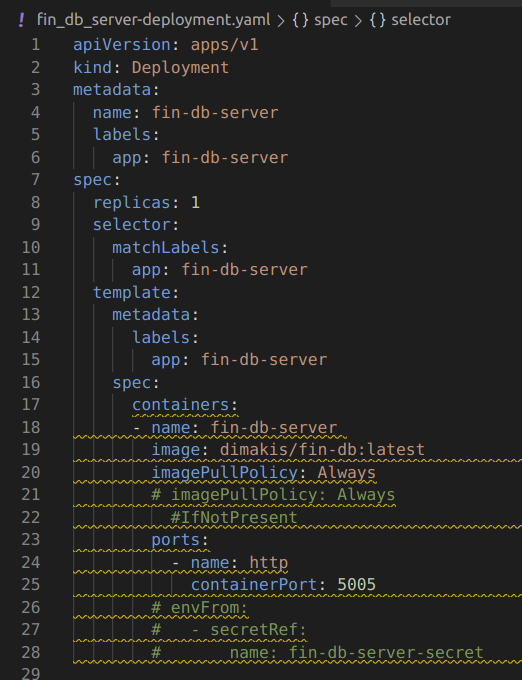 ! fin_db_server-deployment.yaml > {} spec > {} selector
1 apiVersion: apps/v1
2 kind: Deployment
3 metadata:
4   name: fin-db-server
5   labels:
6     app: fin-db-server
7 spec:
8   replicas: 1
9   selector:
10     matchLabels:
11       app: fin-db-server
12   template:
13     metadata:
14       labels:
15         app: fin-db-server
16     spec:
17       containers:
18       - name: fin-db-server
19         image: dimakis/fin-db:latest
20         imagePullPolicy: Always
21         # imagePullPolicy: Always
22           #IfNotPresent
23         ports:
24           - name: http
25             containerPort: 5005
26         # envFrom:
27         #   - secretRef:
28         #       name: fin-db-server-secret
29